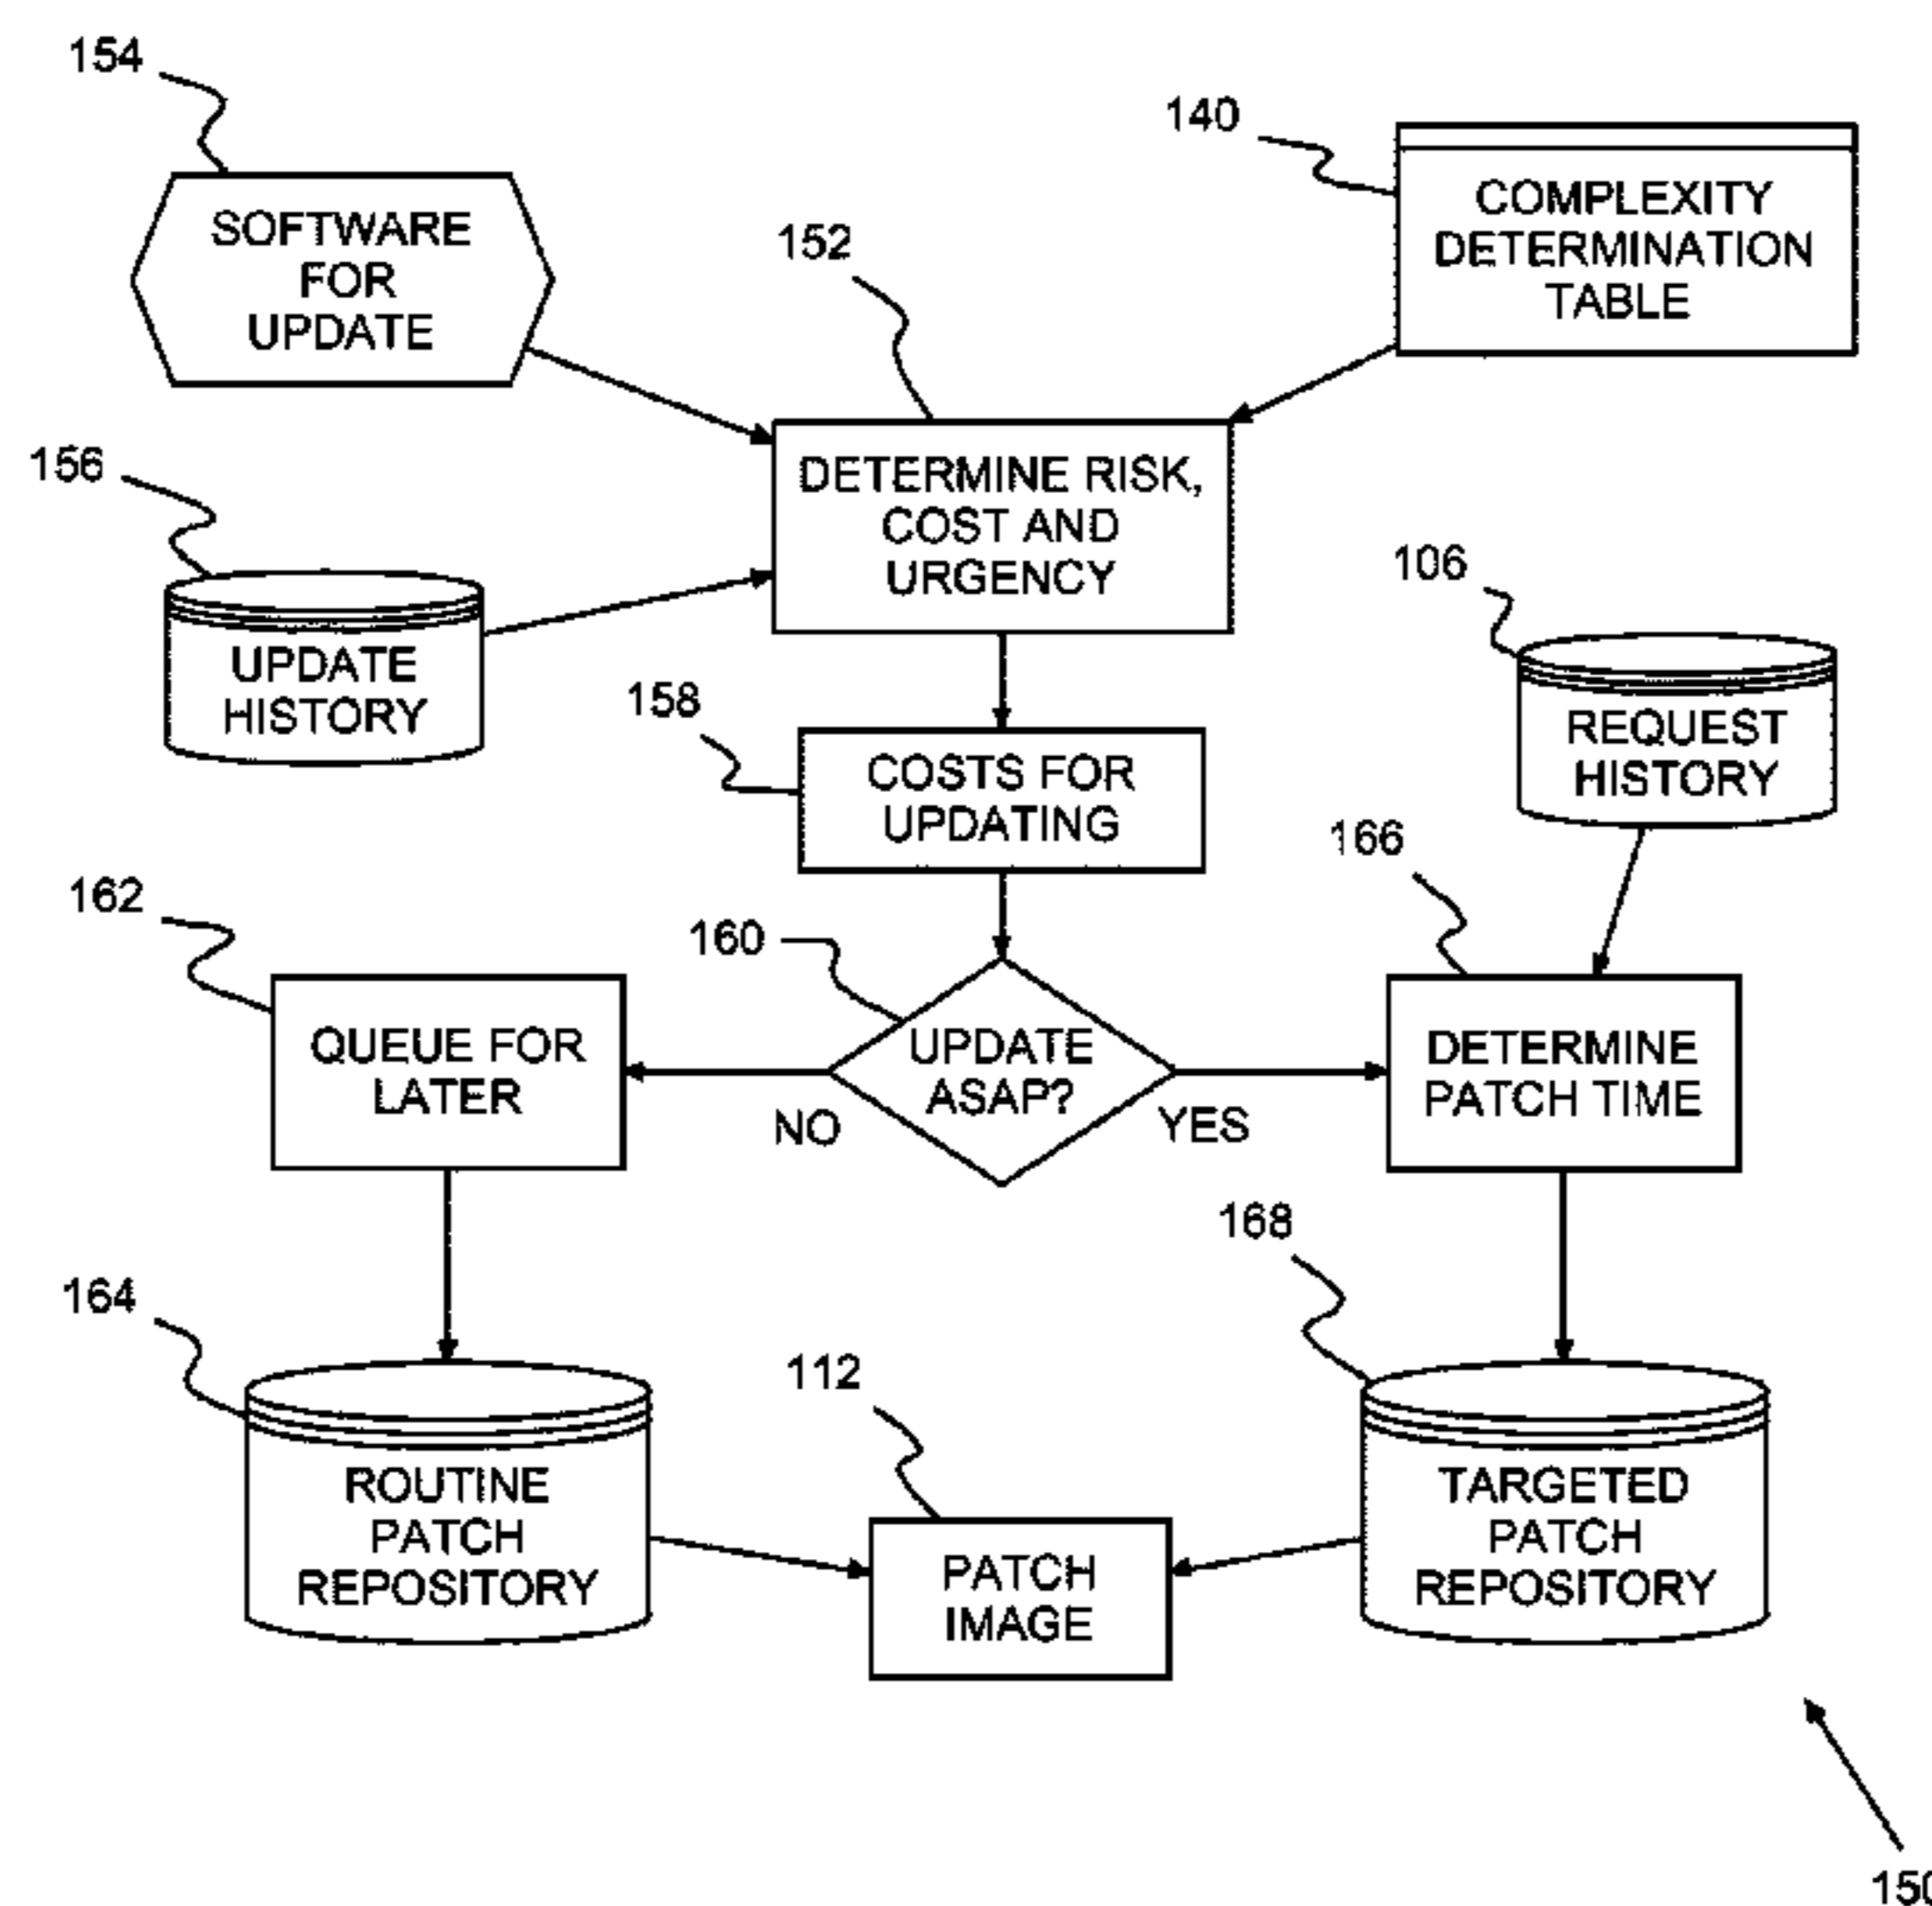 154
SOFTWARE
FOR
UPDATE
140
COMPLEXITY
DETERMINATION
TABLE
152
DETERMINE RISK,
COST AND
URGENCY
156
UPDATE
HISTORY
106
REQUEST
HISTORY
158
COSTS FOR
UPDATING
162
QUEUE FOR
LATER
160
UPDATE
ASAP?
NO
YES
166
DETERMINE
PATCH TIME
164
ROUTINE
PATCH
REPOSITORY
112
PATCH
IMAGE
168
TARGETED
PATCH
REPOSITORY
150